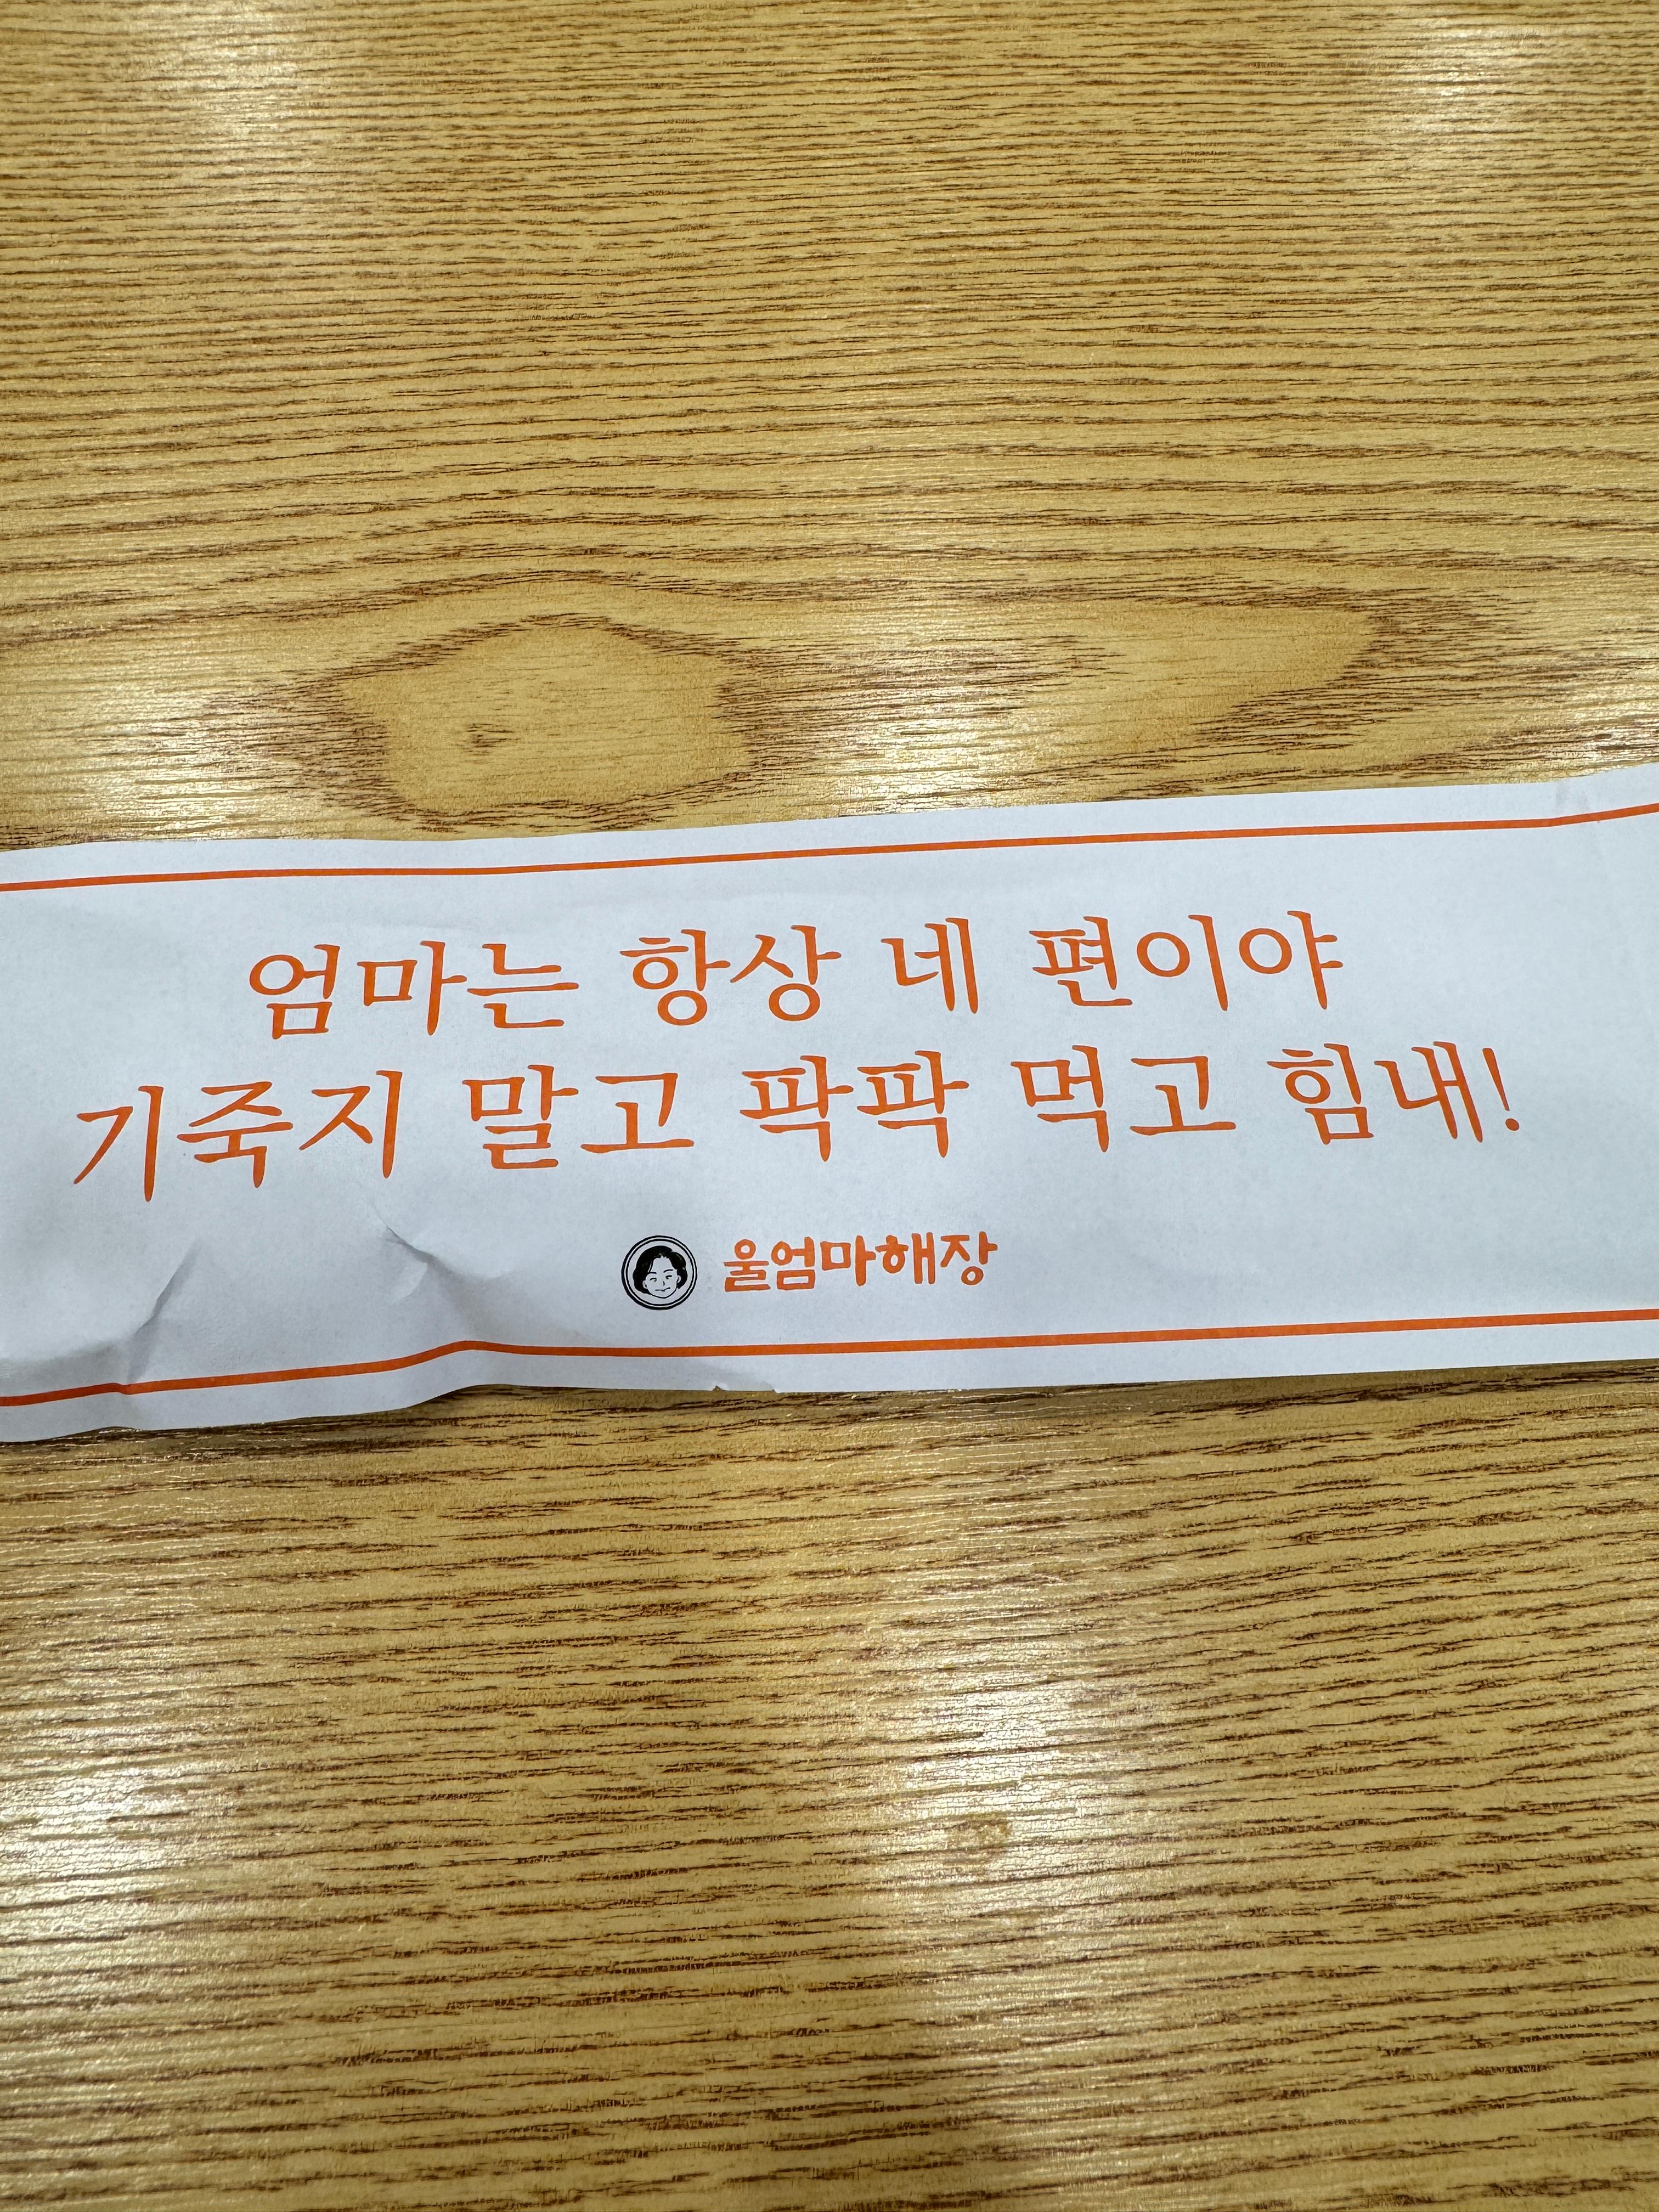 엄마는 항상 네 편이야
기죽지 말고 팍팍 먹고 힘내!
울엄마해장